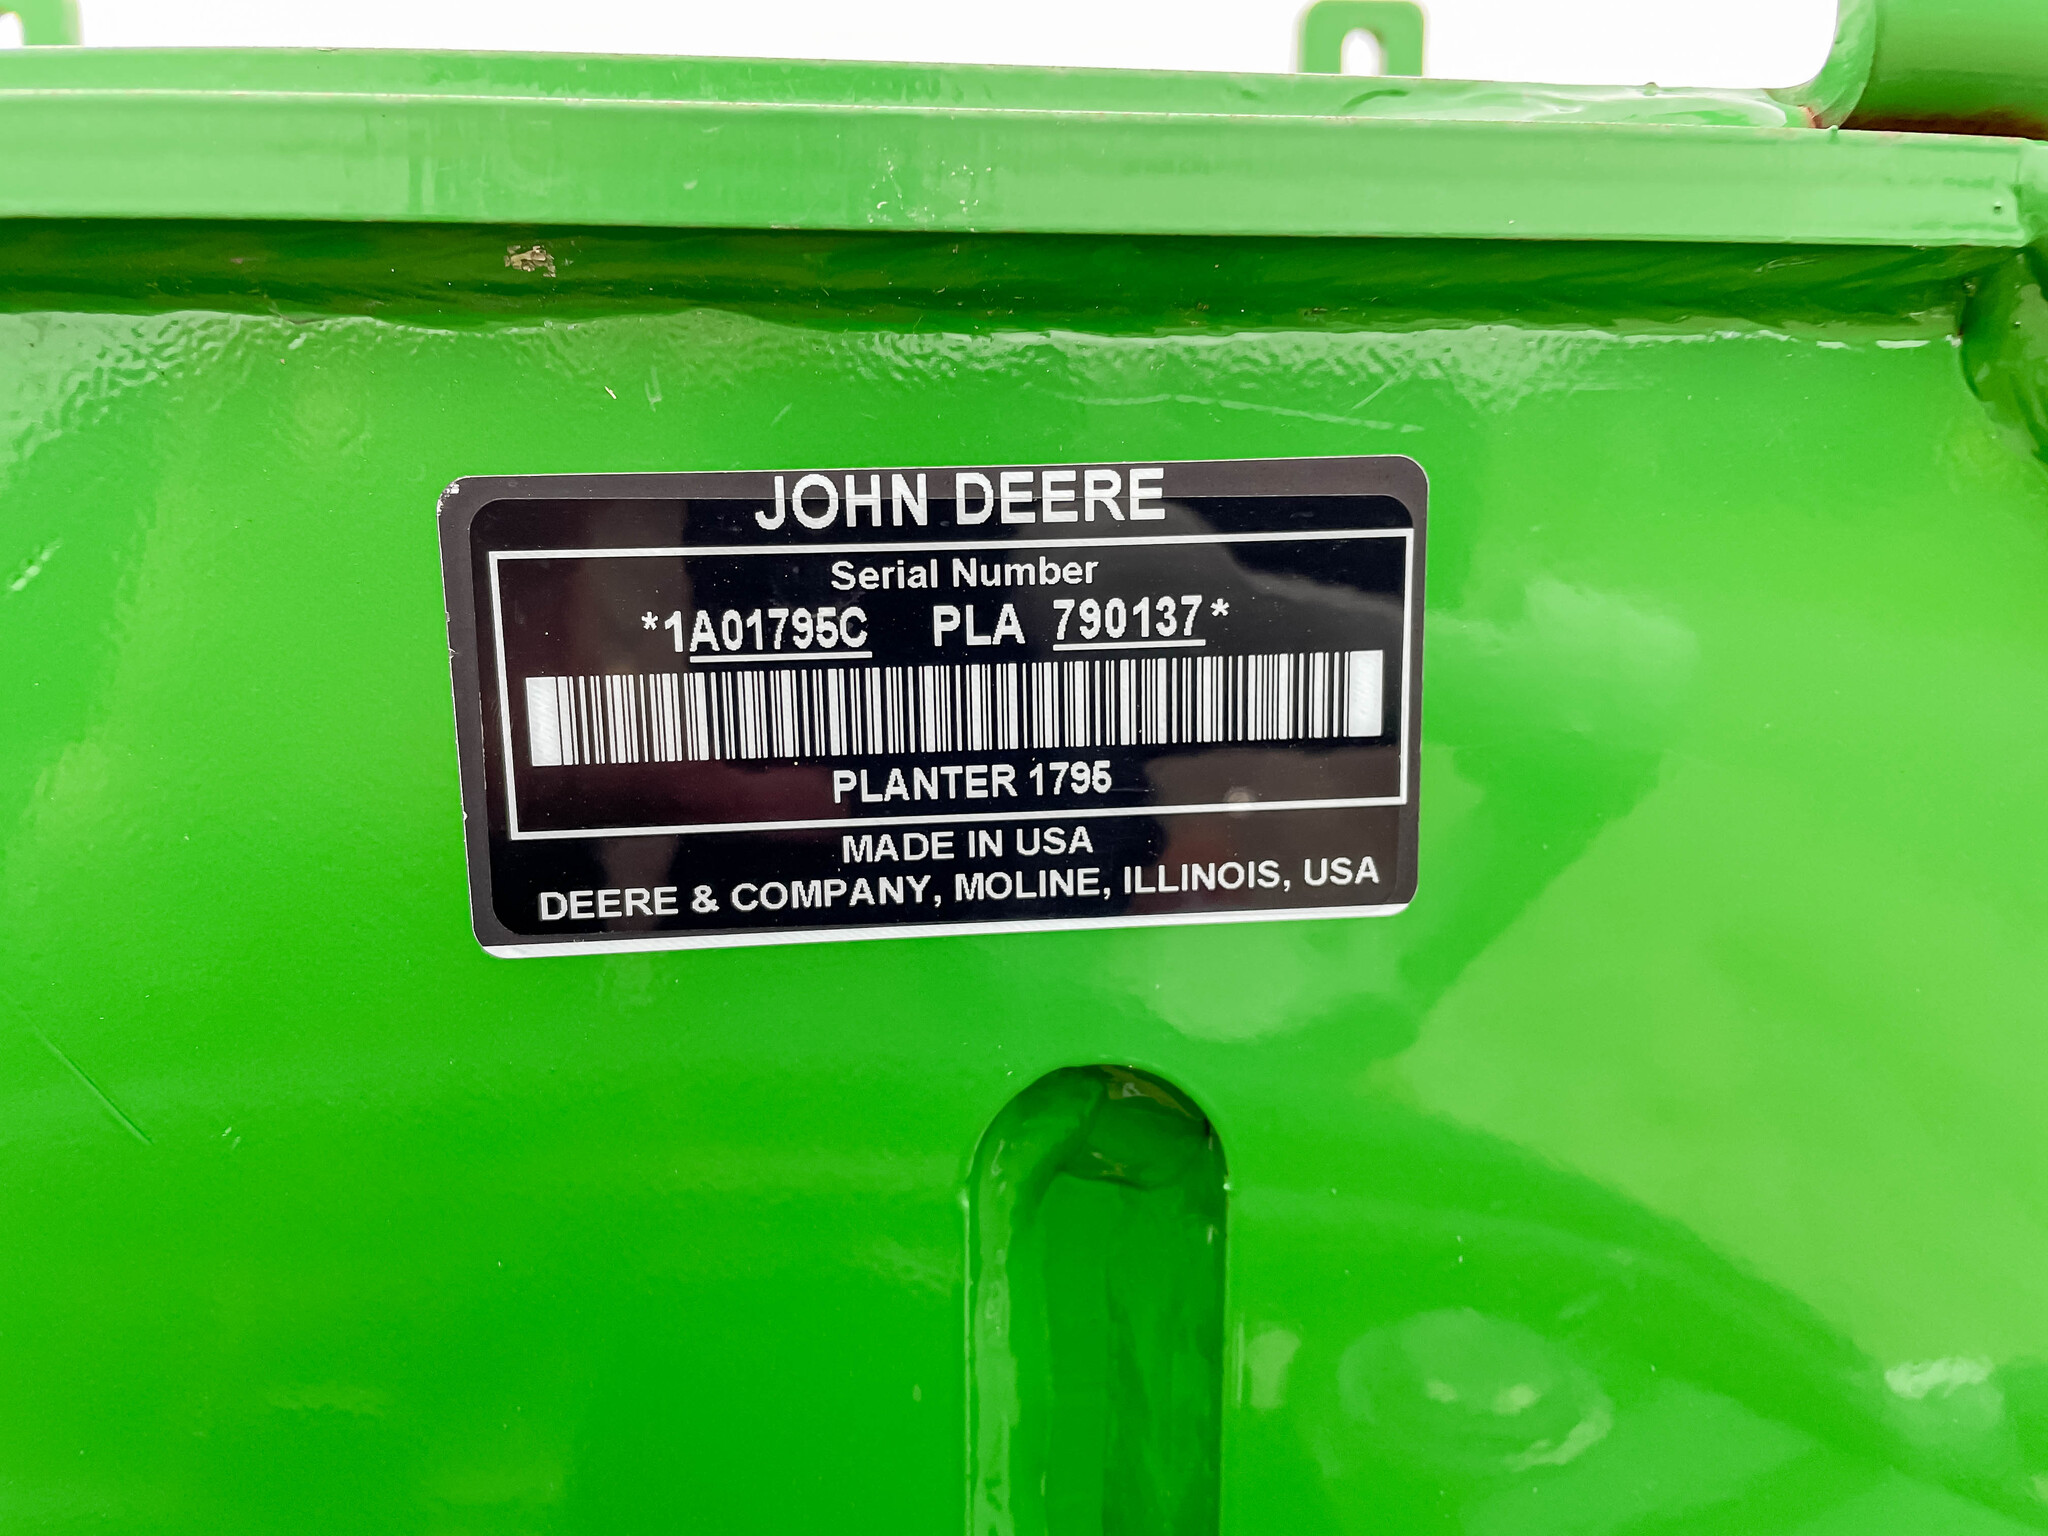 JOHN DEERE
Serial Number
*1A01795C PLA 790137*
PLANTER 1795
MADE IN USA
DEERE & COMPANY, MOLINE, ILLINOIS, USA